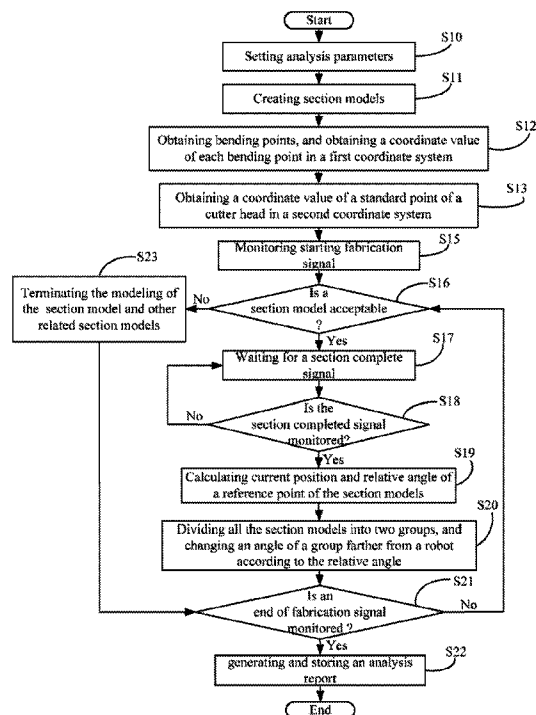 Start
S10
Setting analysis parameters
S11
Creating section models
S12
Obtaining bending points, and obtaining a coordinate value
of each bending point in a first coordinate system
S13
Obtaining a coordinate value of a standard point of a
cutter head in a second coordinate system
S15
Monitoring starting fabrication
signal
S23
Terminating the modeling of
the section model and other
related section models
S16
No
Is a
section model acceptable
?
Yes
S17
Waiting for a section complete
signal
S18
No
Is the
section completed signal
monitored?
Yes
S19
Calculating current position and relative angle of
a reference point of the section models
S20
Dividing all the section models into two groups, and
changing an angle of a group farther from a robot
according to the relative angle
S21
Is an
end of fabrication signal
monitored ?
No
Yes
S22
generating and storing an analysis
report
End